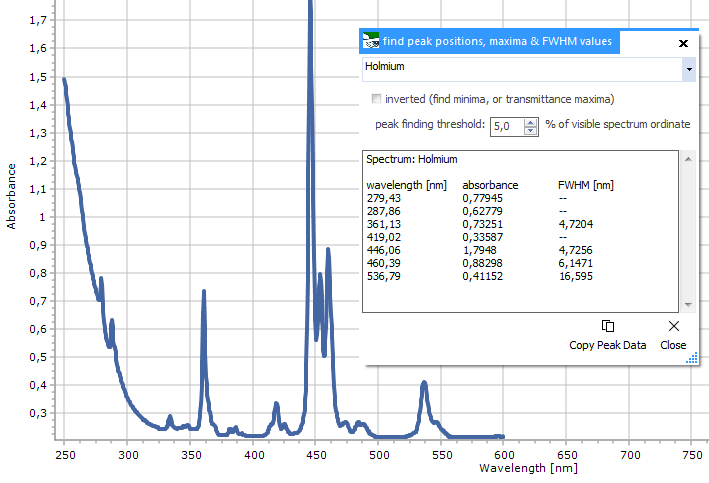 1,7
1,6
1,5
1,4
1,3
1,2
1,1
1
0,9
0,8
0,7
0,6
0,5
0,4
0,3
Absorbance
250 300 350 400 450 500 550 600 650 700 750
Wavelength [nm]
find peak positions, maxima & FWHM values
Holmium
inverted (find minima, or transmittance maxima)
peak finding threshold: 5,0 % of visible spectrum ordinate
Spectrum: Holmium
wavelength [nm] absorbance FWHM [nm]
279,43 0,77945 --
287,86 0,62779 --
361,13 0,73251 4,7204
419,02 0,33587 --
446,06 1,7948 4,7256
460,39 0,88298 6,1471
536,79 0,41152 16,595
Copy Peak Data Close